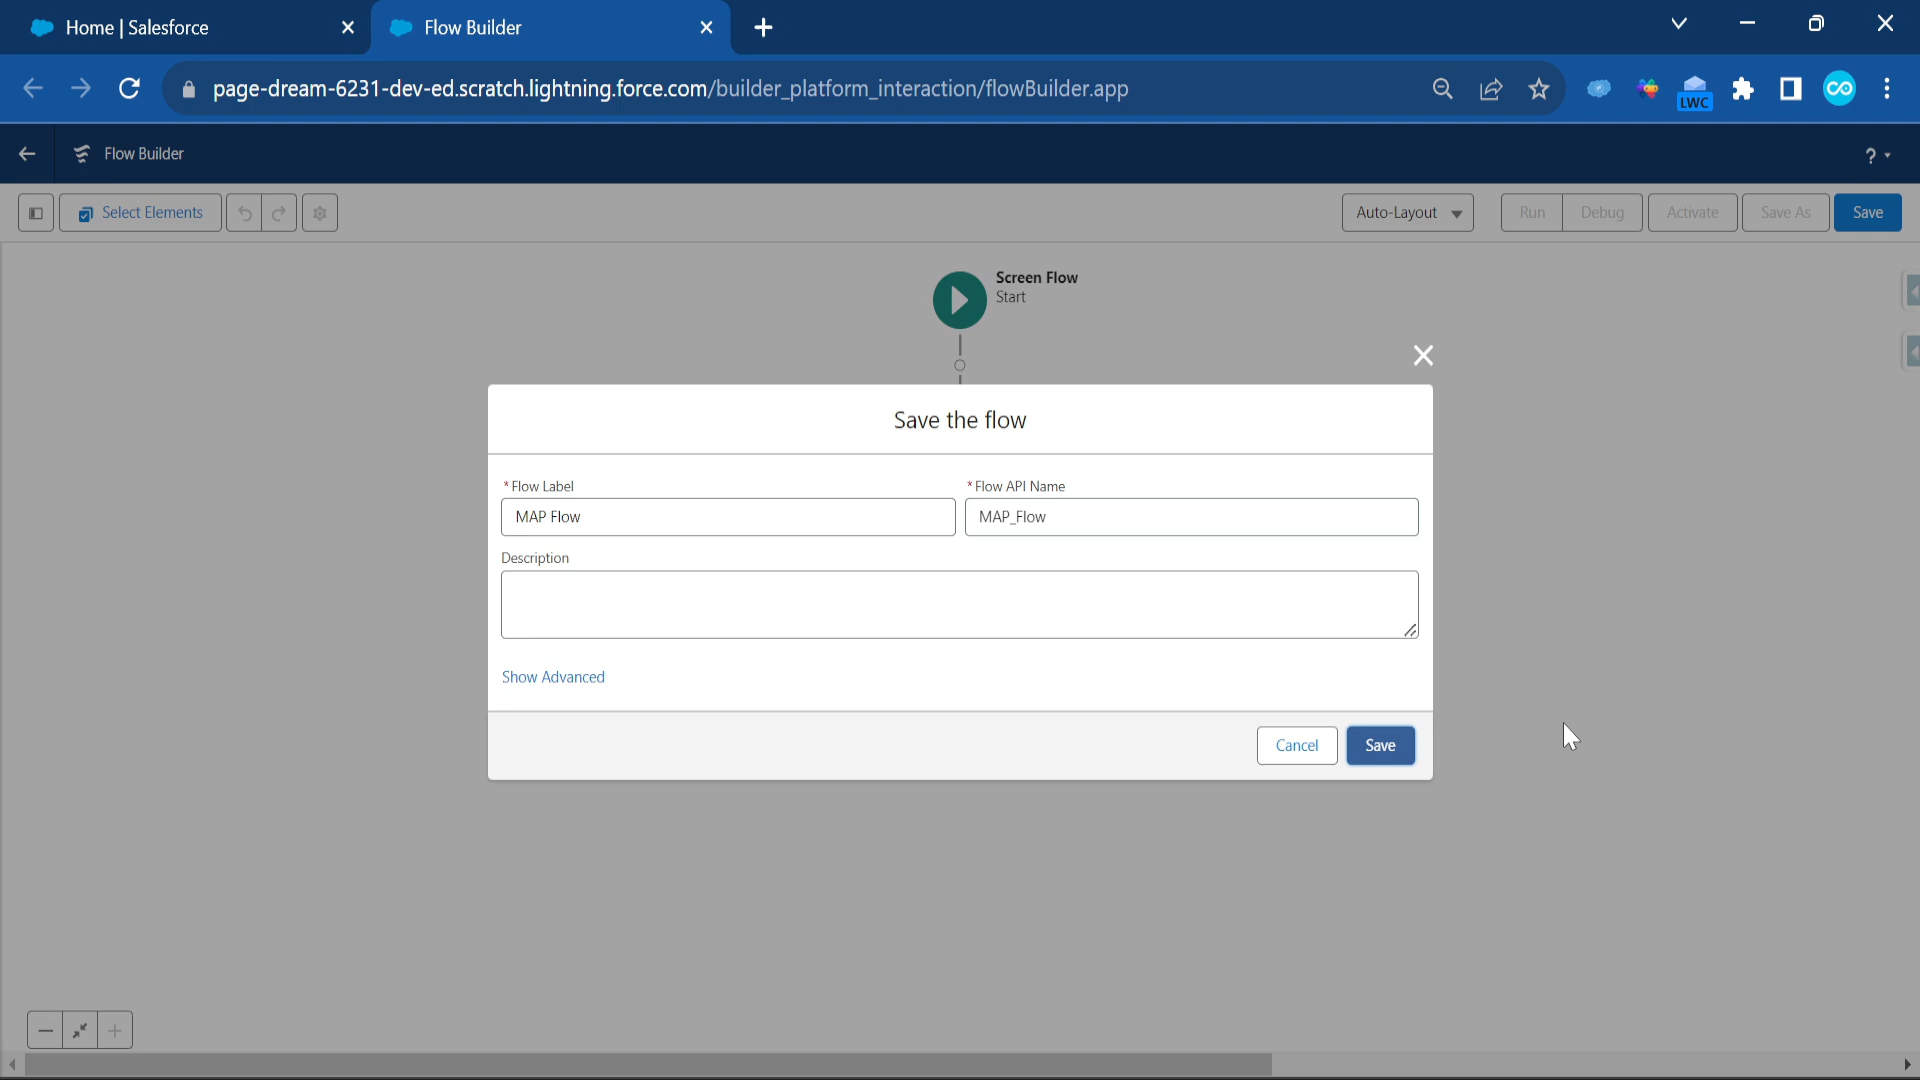 Home | Salesforce
Flow Builder
page-dream-6231-dev-ed.scratch.lightning.force.com/builder_platform_interaction/flowBuilder.app
LWC
Flow Builder
?
Select Elements
Auto-Layout
Run
Debug
Activate
Save As
Save
Screen Flow
Start
Save the flow
* Flow Label
* Flow API Name
MAP Flow
MAP_Flow
Description
Show Advanced
Cancel
Save